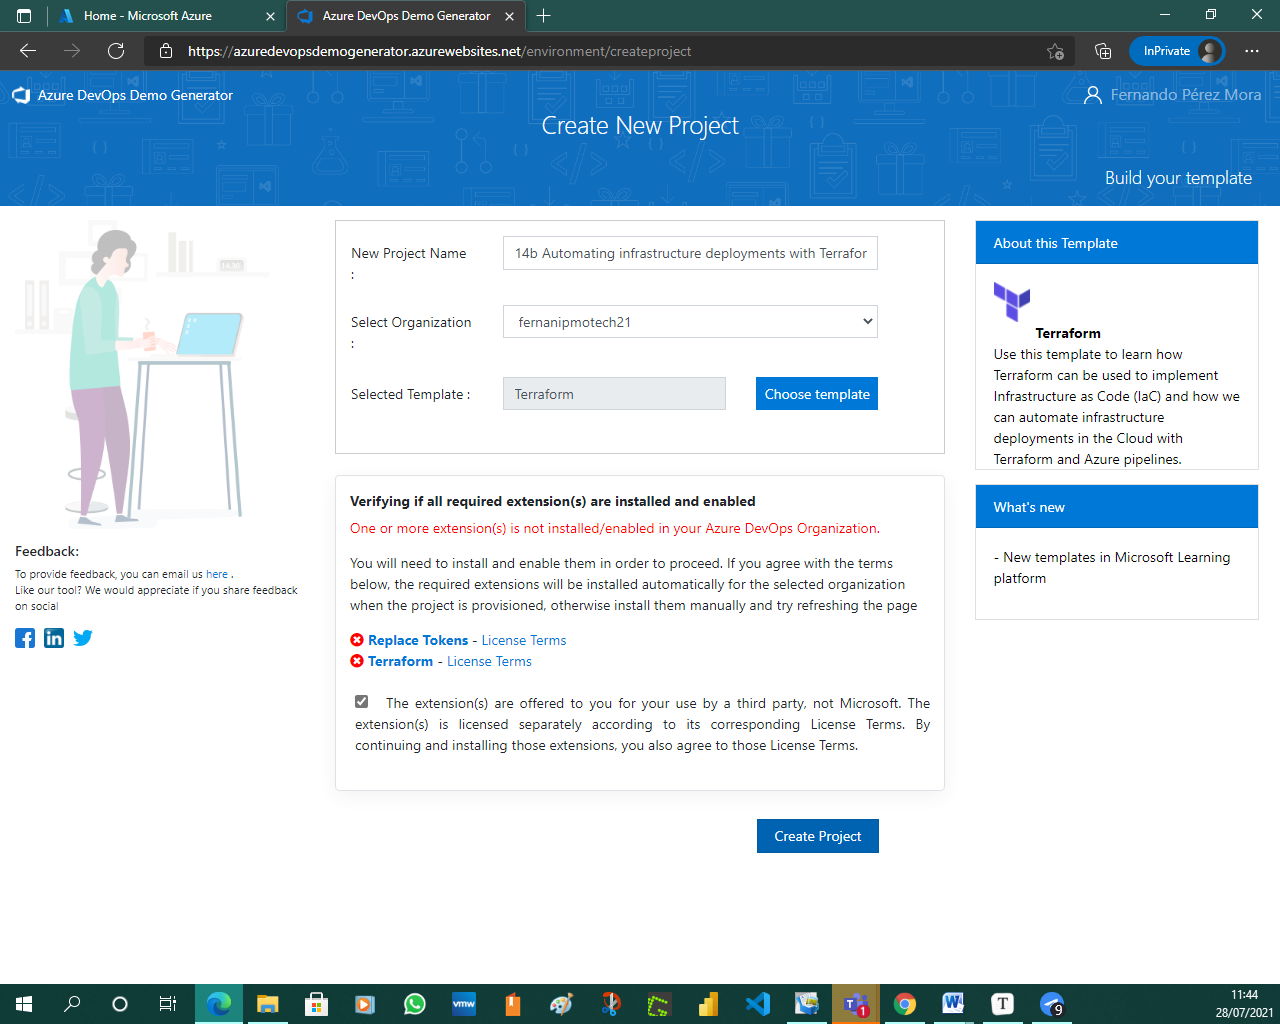 Home - Microsoft Azure
Azure DevOps Demo Generator
https://azuredevopsdemogenerator.azurewebsites.net/environment/createproject
InPrivate
Azure DevOps Demo Generator
Fernando Pérez Mora
Create New Project
Build your template
New Project Name
:
14b Automating infrastructure deployments with Terrafor
Select Organization
:
fernanipmotech21
Selected Template :
Terraform
Choose template
About this Template
Terraform
Use this template to learn how
Terraform can be used to implement
Infrastructure as Code (IaC) and how we
can automate infrastructure
deployments in the Cloud with
Terraform and Azure pipelines.
Verifying if all required extension(s) are installed and enabled
One or more extension(s) is not installed/enabled in your Azure DevOps Organization.
You will need to install and enable them in order to proceed. If you agree with the terms
below, the required extensions will be installed automatically for the selected organization
when the project is provisioned, otherwise install them manually and try refreshing the page
Replace Tokens - License Terms
Terraform - License Terms
The extension(s) are offered to you for your use by a third party, not Microsoft. The
extension(s) is licensed separately according to its corresponding License Terms. By
continuing and installing those extensions, you also agree to those License Terms.
Create Project
What's new
- New templates in Microsoft Learning
platform
Feedback:
To provide feedback, you can email us here .
Like our tool? We would appreciate if you share feedback
on social
vmw
1
W
T
9
11:44
28/07/2021